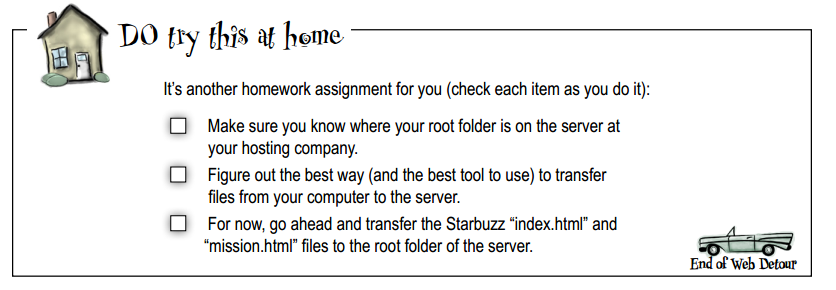 DO try this at home
It's another homework assignment for you (check each item as you do it):
Make sure you know where your root folder is on the server at
your hosting company.
Figure out the best way (and the best tool to use) to transfer
files from your computer to the server.
For now, go ahead and transfer the Starbuzz “index.html” and
“mission.html” files to the root folder of the server.
End of Web Detour